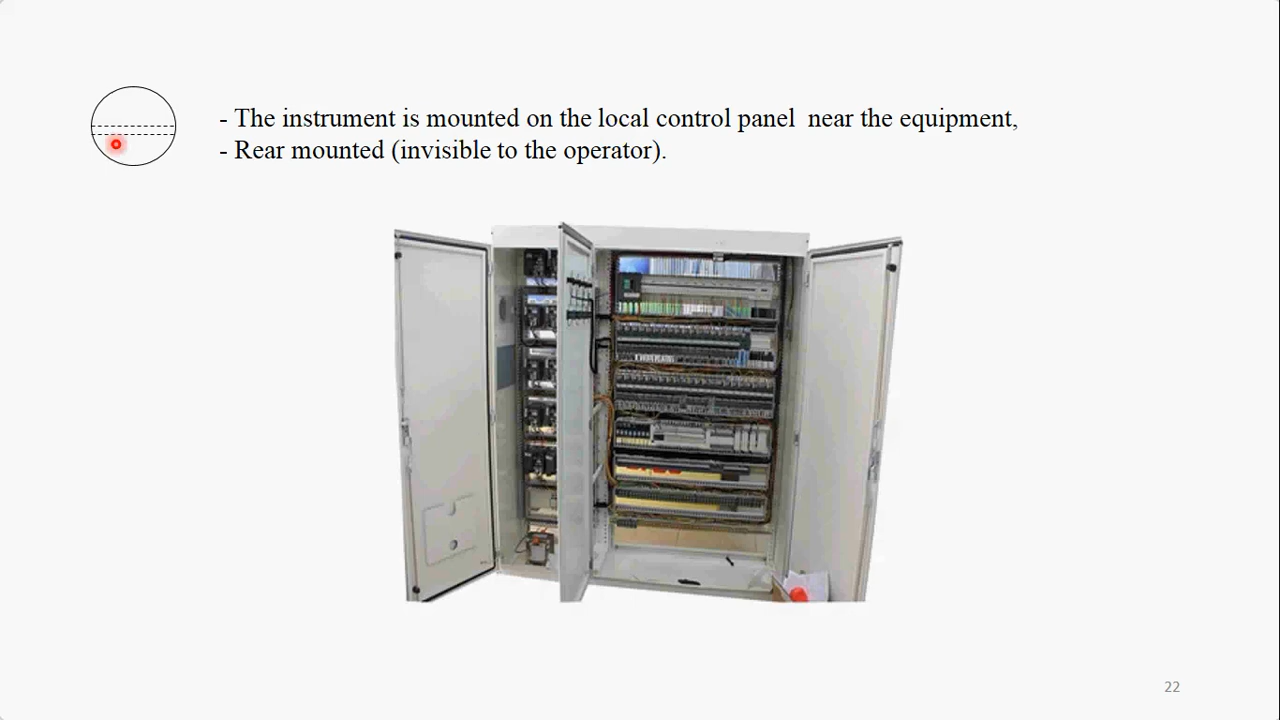 - The instrument is mounted on the local control panel near the equipment,
- Rear mounted (invisible to the operator).
22